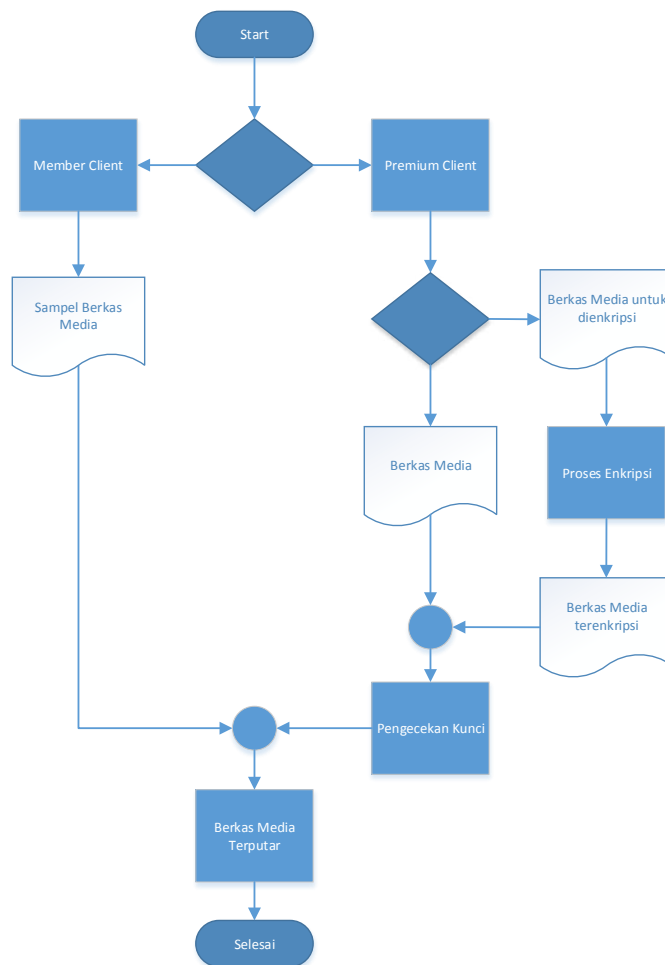 Start
Member Client
Premium Client
Sampel Berkas
Media
Berkas Media untuk
dienkripsi
Berkas Media
Proses Enkripsi
Berkas Media
terenkripsi
Pengecekan Kunci
Berkas Media
Terputar
Selesai